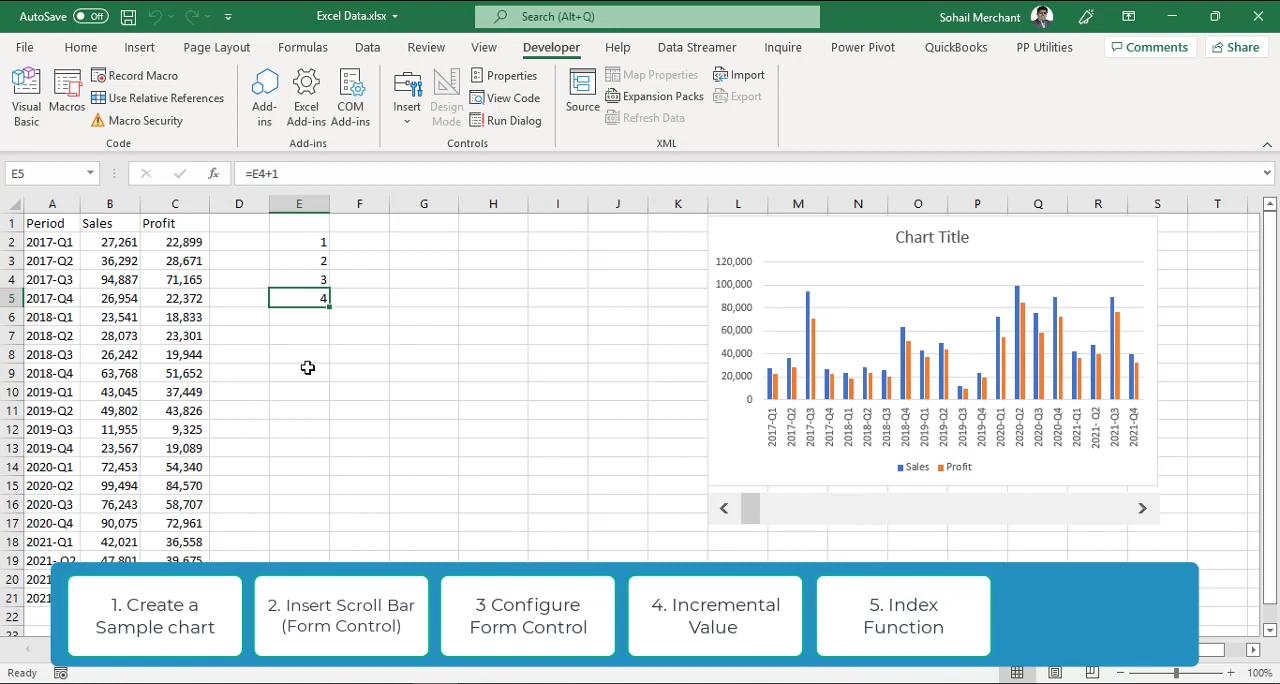 AutoSave Off Excel Data.xlsx Search (Alt+Q) Sohail Merchant
File Home Insert Page Layout Formulas Data Review View Developer Help Data Streamer Inquire Power Pivot QuickBooks PP Utilities Comments Share
Visual Basic
Macros
Record Macro
Use Relative References
Macro Security
Code
Add-ins
Excel Add-ins
COM Add-ins
Add-ins
Insert
Design Mode
Properties
View Code
Run Dialog
Controls
Source
Map Properties
Expansion Packs
Refresh Data
Import
Export
XML
E5 fx =E4+1
A B C D E F G H I J K L M N O P Q R S T
1 Period Sales Profit
2 2017-Q1 27,261 22,899 1
3 2017-Q2 36,292 28,671 2
4 2017-Q3 94,887 71,165 3
5 2017-Q4 26,954 22,372 4
6 2018-Q1 23,541 18,833
7 2018-Q2 28,073 23,301
8 2018-Q3 26,242 19,944
9 2018-Q4 63,768 51,652
10 2019-Q1 43,045 37,449
11 2019-Q2 49,802 43,826
12 2019-Q3 11,955 9,325
13 2019-Q4 23,567 19,089
14 2020-Q1 72,453 54,340
15 2020-Q2 99,494 84,570
16 2020-Q3 76,243 58,707
17 2020-Q4 90,075 72,961
18 2021-Q1 42,021 36,558
19 2021- Q2 47,801 39,675
20 2021
21 2021
22
23
Chart Title
120,000
100,000
80,000
60,000
40,000
20,000
0
2017-Q1 2017-Q2 2017-Q3 2017-Q4 2018-Q1 2018-Q2 2018-Q3 2018-Q4 2019-Q1 2019-Q2 2019-Q3 2019-Q4 2020-Q1 2020-Q2 2020-Q3 2020-Q4 2021-Q1 2021- Q2 2021-Q3 2021-Q4
Sales Profit
1. Create a
Sample chart
2. Insert Scroll Bar
(Form Control)
3 Configure
Form Control
4. Incremental
Value
5. Index
Function
Ready 100%